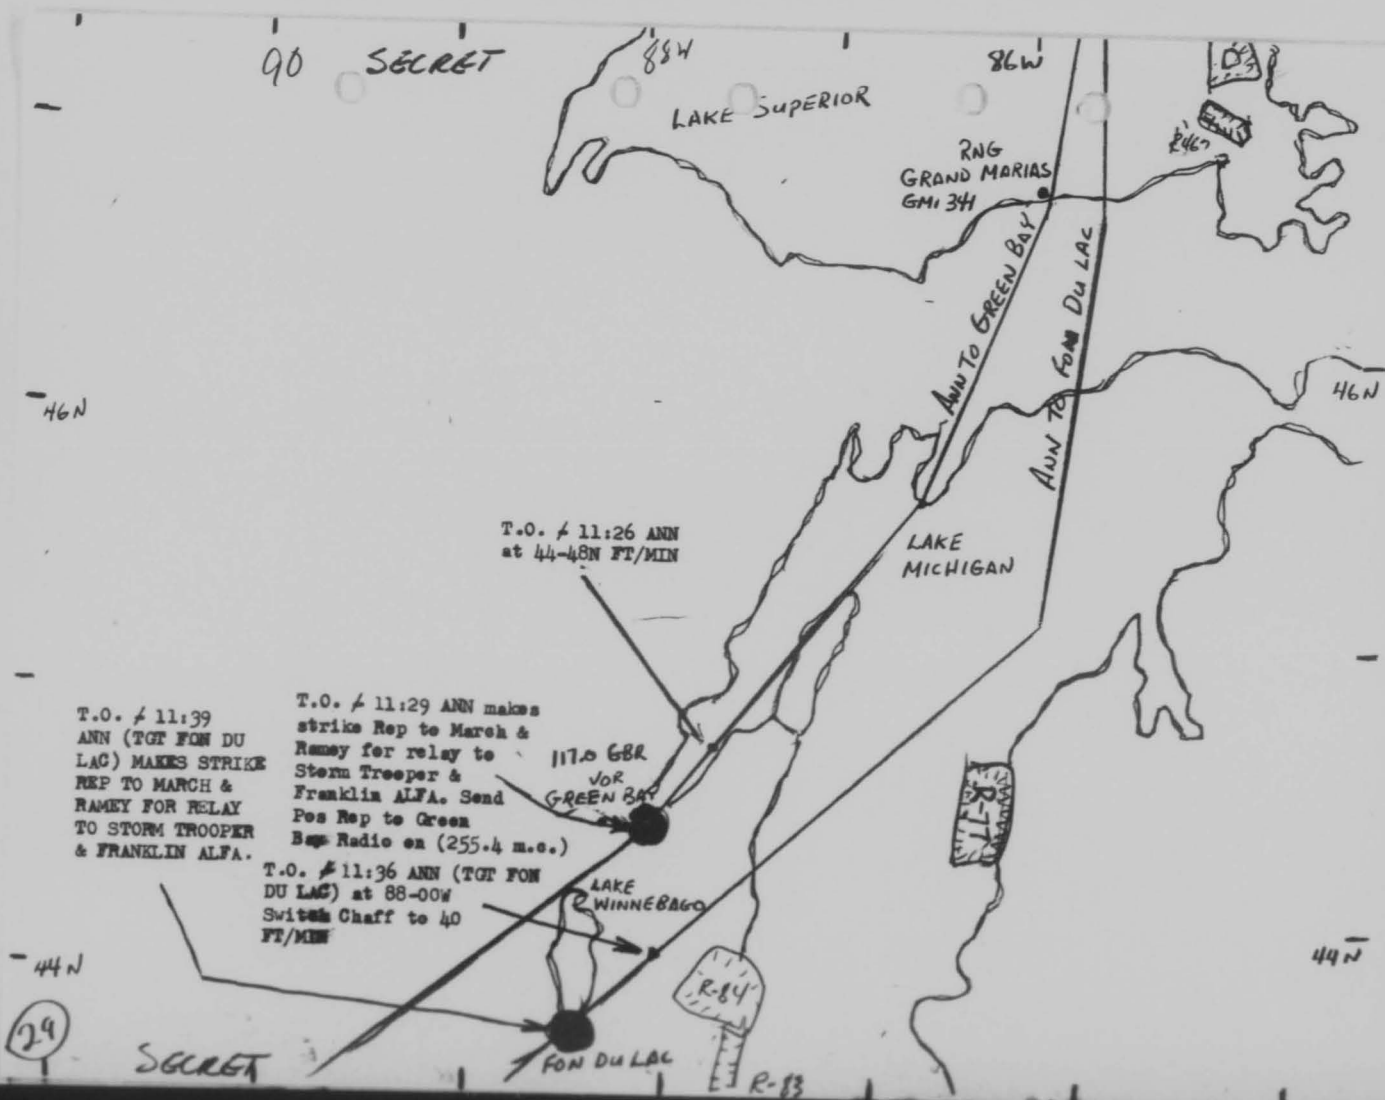 90
SECRET
88W
86W
LAKE SUPERIOR
RNG
GRAND MARIAS
GMI 341
46N
46N
ANN TO GREEN BAY
ANN TO FON DU LAC
T.O. ≠ 11:26 ANN
at 44-48N FT/MIN
LAKE
MICHIGAN
T.O. ≠ 11:39
ANN (TGT FON DU
LAC) MAKES STRIKE
REP TO MARCH &
RAMEY FOR RELAY
TO STORM TROOPER
& FRANKLIN ALFA.
T.O. ≠ 11:29 ANN makes
strike Rep to March &
Ramey for relay to
Storm Trooper &
Franklin ALFA. Send
Pos Rep to Green
Bay Radio on (255.4 m.c.)
117.0 GBR
VOR
GREEN BAY
R-77
T.O. ≠ 11:36 ANN (TGT FON
DU LAC) at 88-00W
Switch Chaff to 40
FT/MIN
LAKE
WINNEBAGO
44N
44N
R-84
29
SECRET
FON DU LAC
R-83